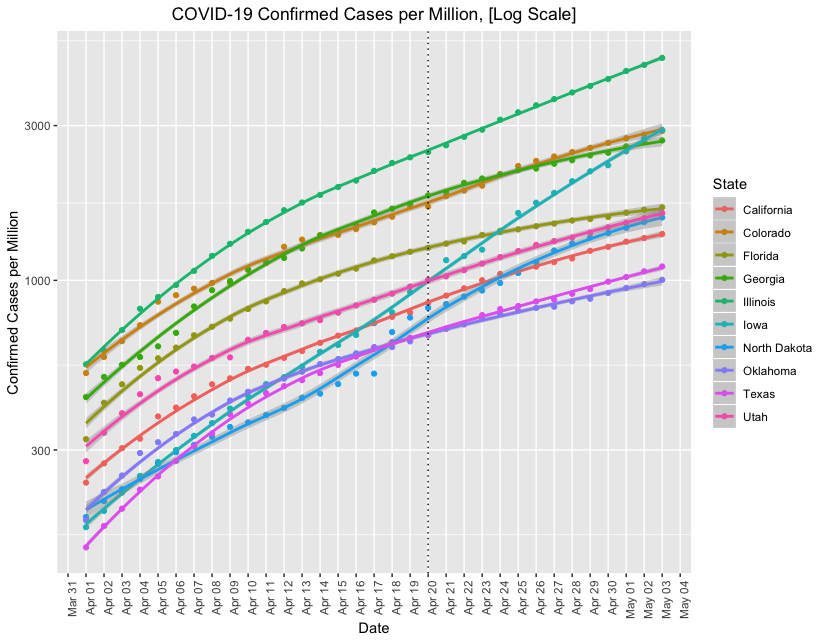 COVID-19 Confirmed Cases per Million, [Log Scale]
Confirmed Cases per Million
3000
1000
300
Mar 31
Apr 01
Apr 02
Apr 03
Apr 04
Apr 05
Apr 06
Apr 07
Apr 08
Apr 09
Apr 10
Apr 11
Apr 12
Apr 13
Apr 14
Apr 15
Apr 16
Apr 17
Apr 18
Apr 19
Apr 20
Apr 21
Apr 22
Apr 23
Apr 24
Apr 25
Apr 26
Apr 27
Apr 28
Apr 29
Apr 30
May 01
May 02
May 03
May 04
Date
State
California
Colorado
Florida
Georgia
Illinois
Iowa
North Dakota
Oklahoma
Texas
Utah